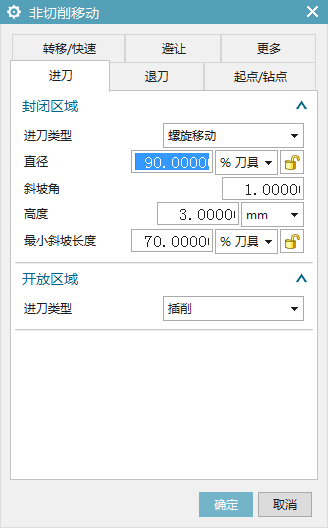 非切削移动
转移/快速 避让 更多
进刀 退刀 起点/钻点
封闭区域
进刀类型 螺旋移动
直径 90.0000 % 刀具
斜坡角 1.0000
高度 3.0000 mm
最小斜坡长度 70.0000 % 刀具
开放区域
进刀类型 插削
确定 取消